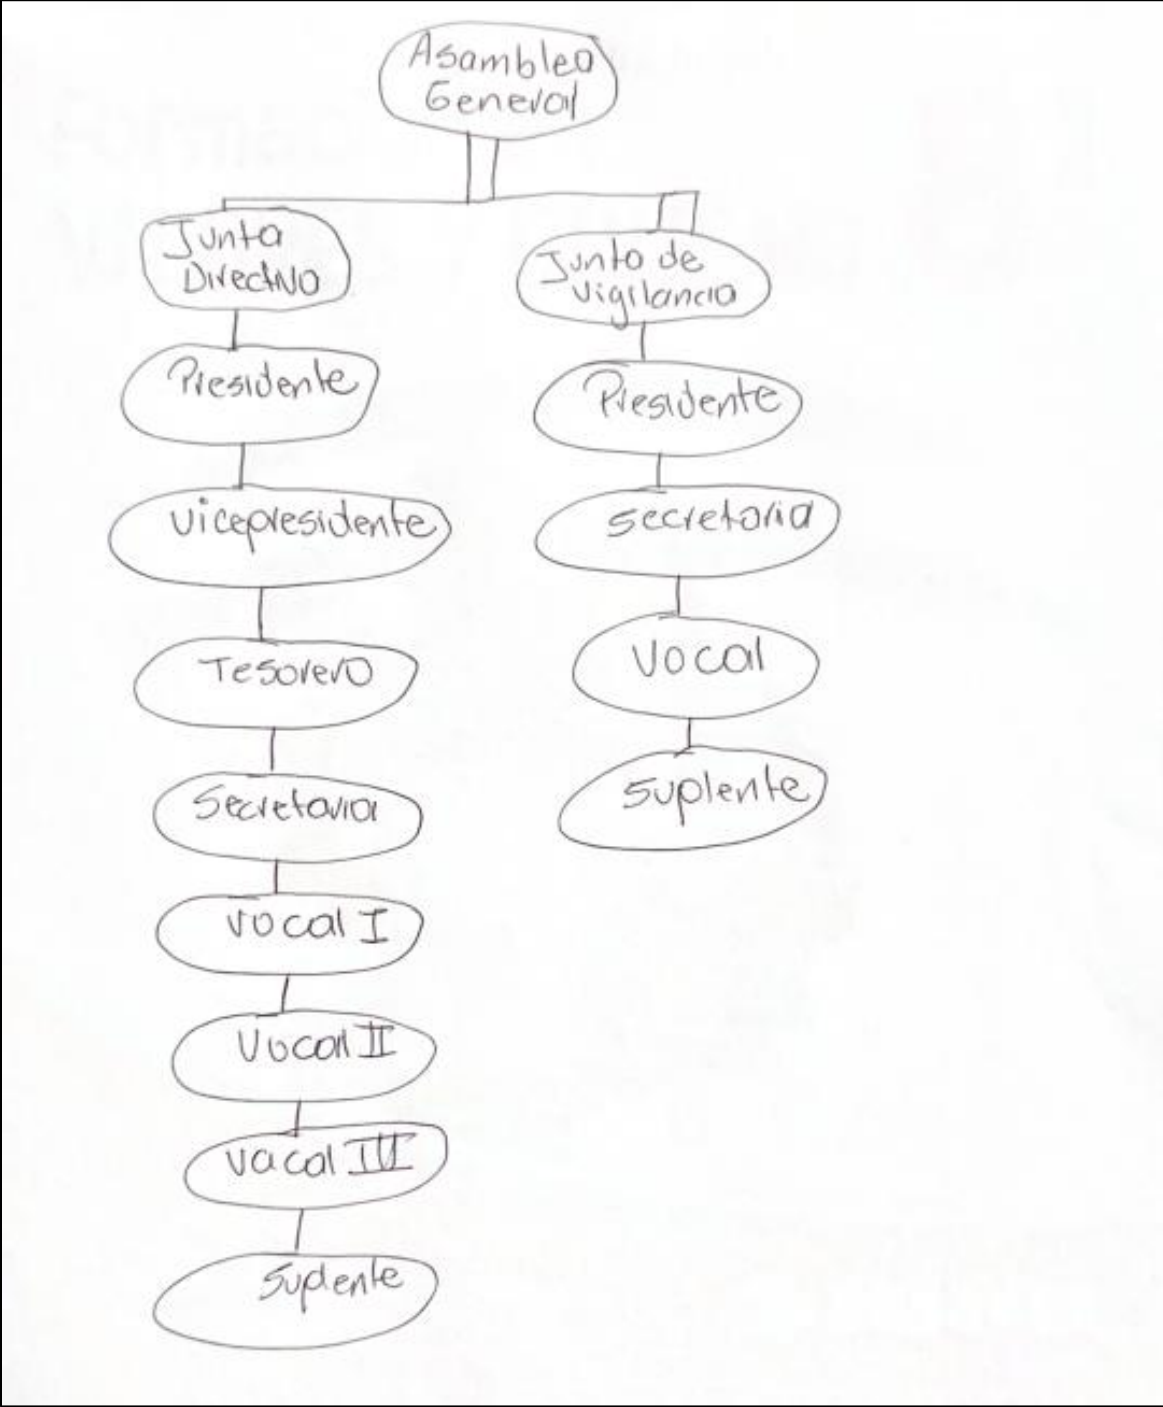 Asamblea
General
Junta
Directiva
Presidente
Vicepresidente
Tesorero
Secretaria
Vocal I
Vocal II
Vocal III
Suplente
Junta de
Vigilancia
Presidente
secretaria
Vocal
Suplente